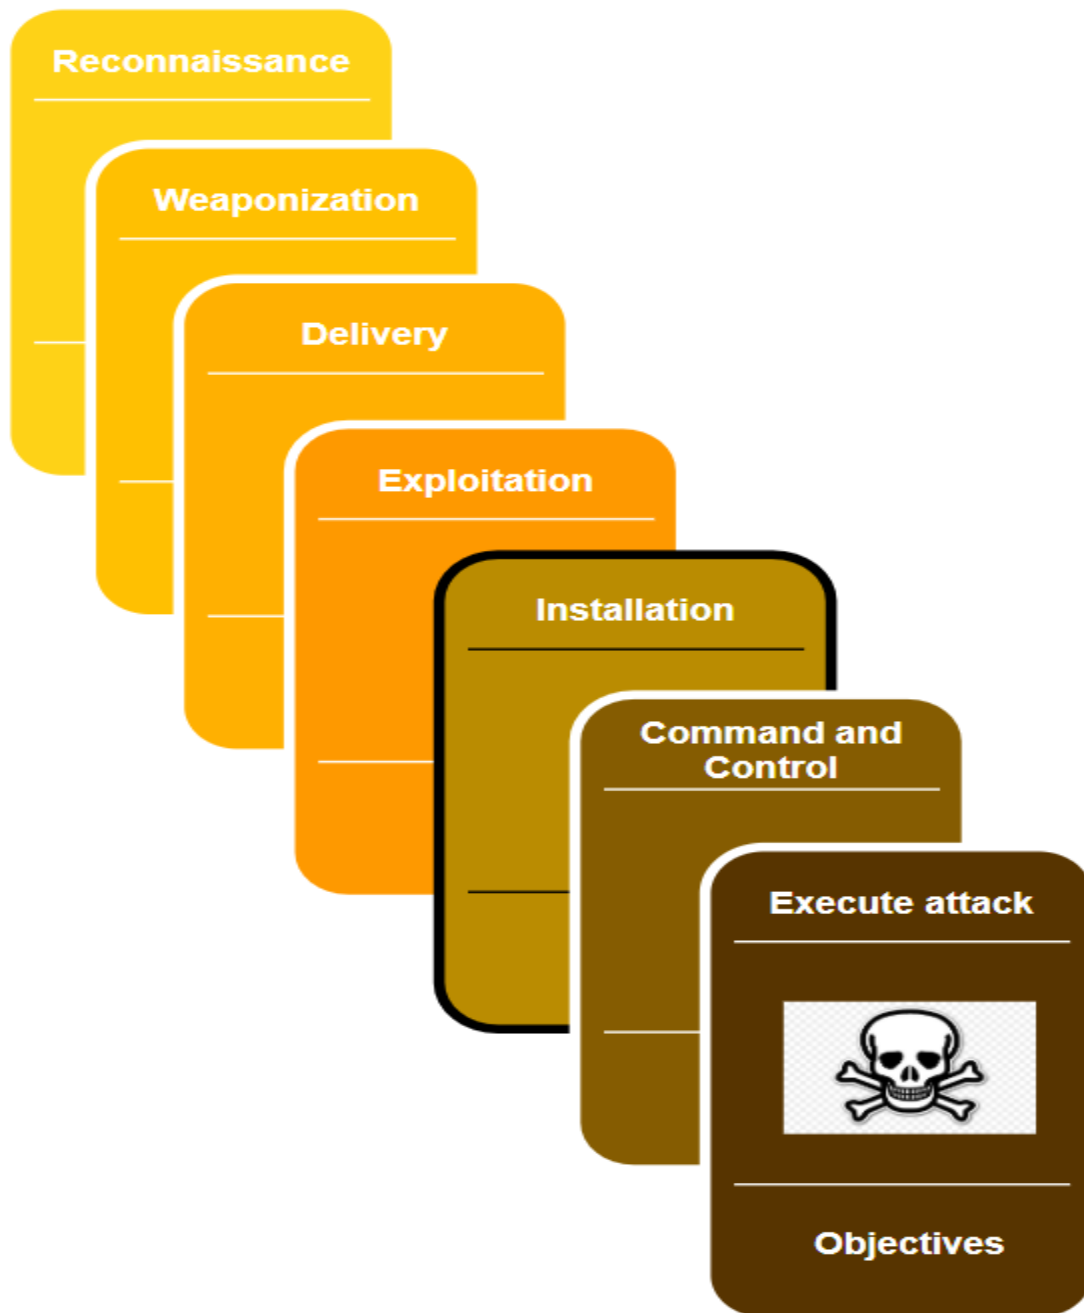 Reconnaissance
Weaponization
Delivery
Exploitation
Installation
Command and
Control
Execute attack
Objectives